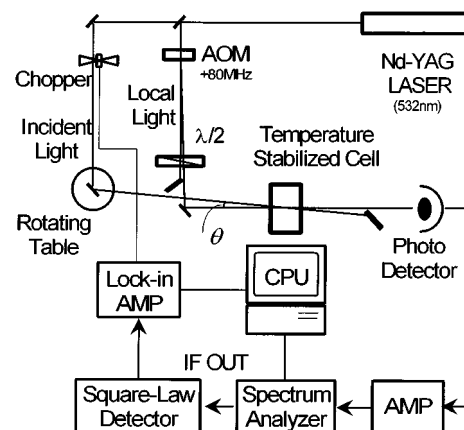 AOM
+80MHz
Nd-YAG
LASER
(532nm)
Chopper
Local
Light
Incident
Light
λ/2
Temperature
Stabilized Cell
Rotating
Table
θ
Photo
Detector
Lock-in
AMP
CPU
IF OUT
Square-Law
Detector
Spectrum
Analyzer
AMP